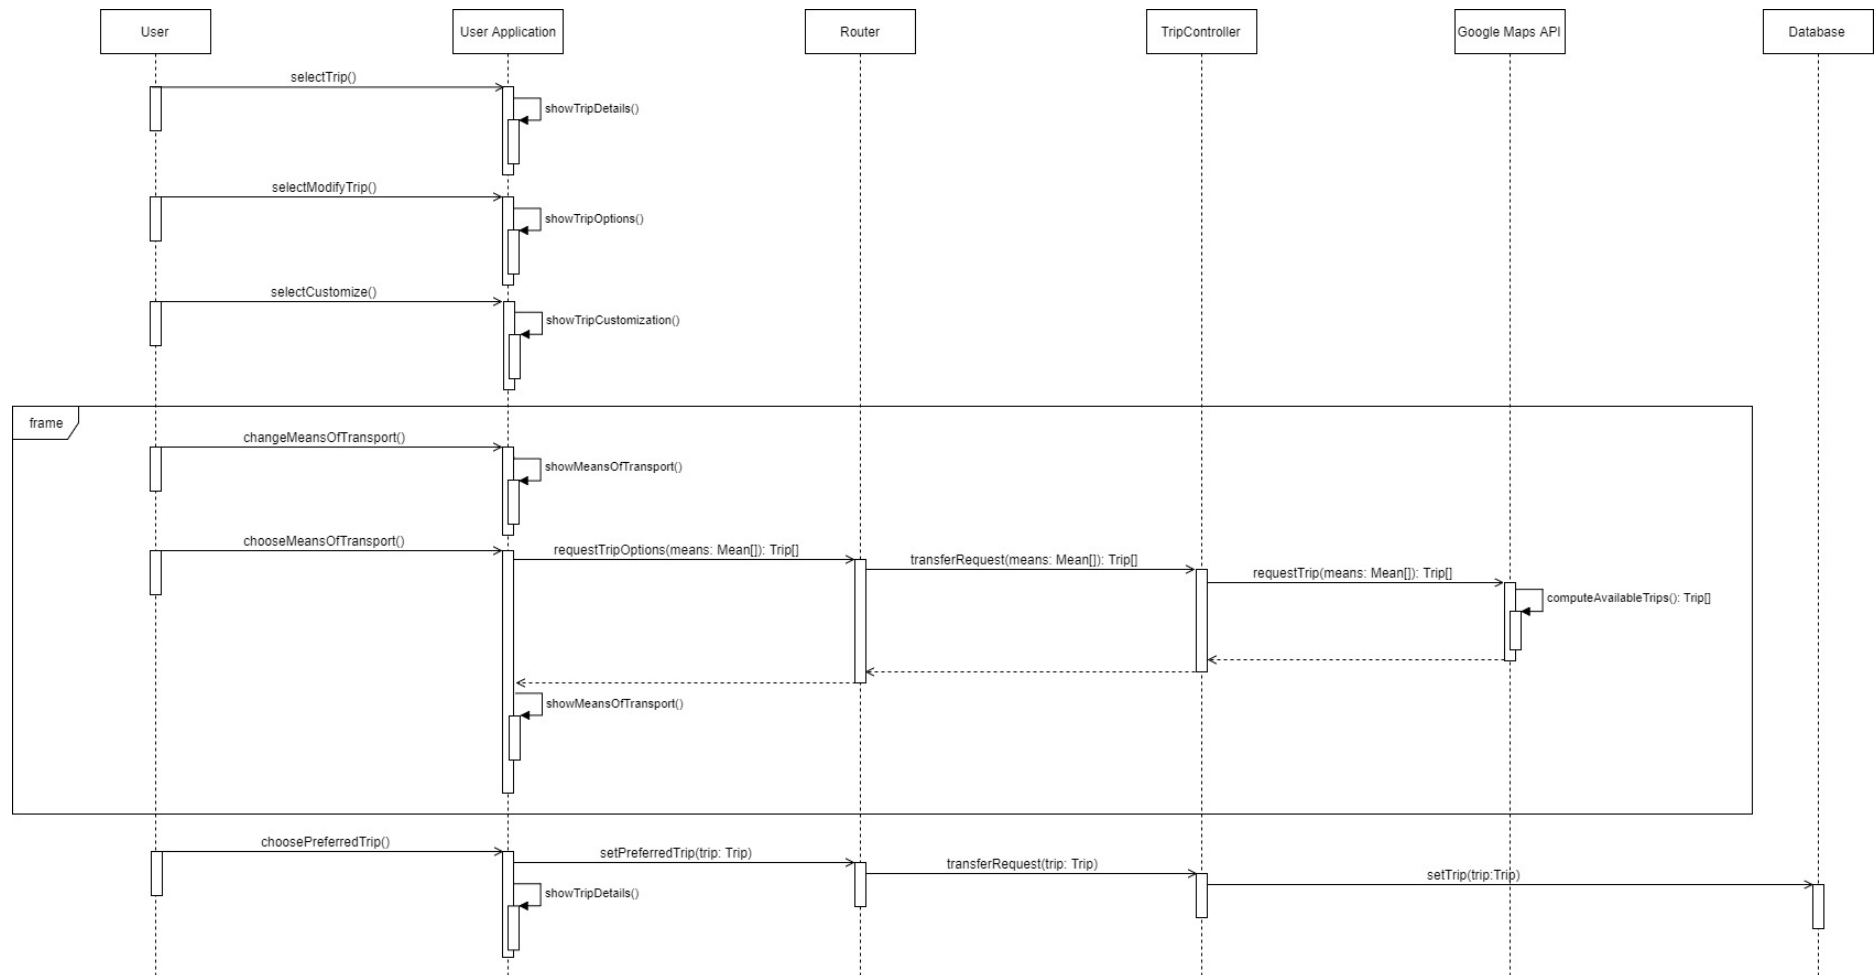 User
User Application
Router
TripController
Google Maps API
Database
selectTrip()
showTripDetails()
selectModifyTrip()
showTripOptions()
selectCustomize()
showTripCustomization()
frame
changeMeansOfTransport()
showMeansOfTransport()
chooseMeansOfTransport()
requestTripOptions(means: Mean[]): Trip[]
transferRequest(means: Mean[]): Trip[]
requestTrip(means: Mean[]): Trip[]
computeAvailableTrips(): Trip[]
showMeansOfTransport()
choosePreferredTrip()
setPreferredTrip(trip: Trip)
transferRequest(trip: Trip)
setTrip(trip:Trip)
showTripDetails()